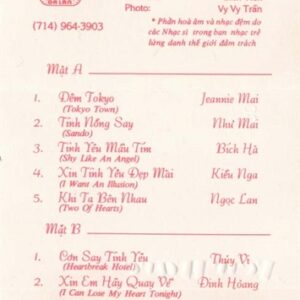 Photo:
Vy Vy Trần
(714) 964-3903
* Phần hoà âm và nhạc đệm do
các Nhạc sĩ trong ban nhạc trẻ
lừng danh thế giới đảm trách
Mặt A
1. Đêm Tokyo Jeannie Mai
(Tokyo Town)
2. Tình Nồng Say Như Mai
(Sando)
3. Tình Yêu Mầu Tím Bích Hà
(Shy Like An Angel)
4. Xin Tình Yêu Đẹp Mãi Kiều Nga
(I Want An Illusion)
5. Khi Ta Bên Nhau Ngọc Lan
(Two Of Hearts)
Mặt B
1. Cơn Say Tình Yêu Thúy Vi
(Heartbreak Hotel)
2. Xin Em Hãy Quay Về Đình Hoàng
(I Can Lose My Heart Tonight)